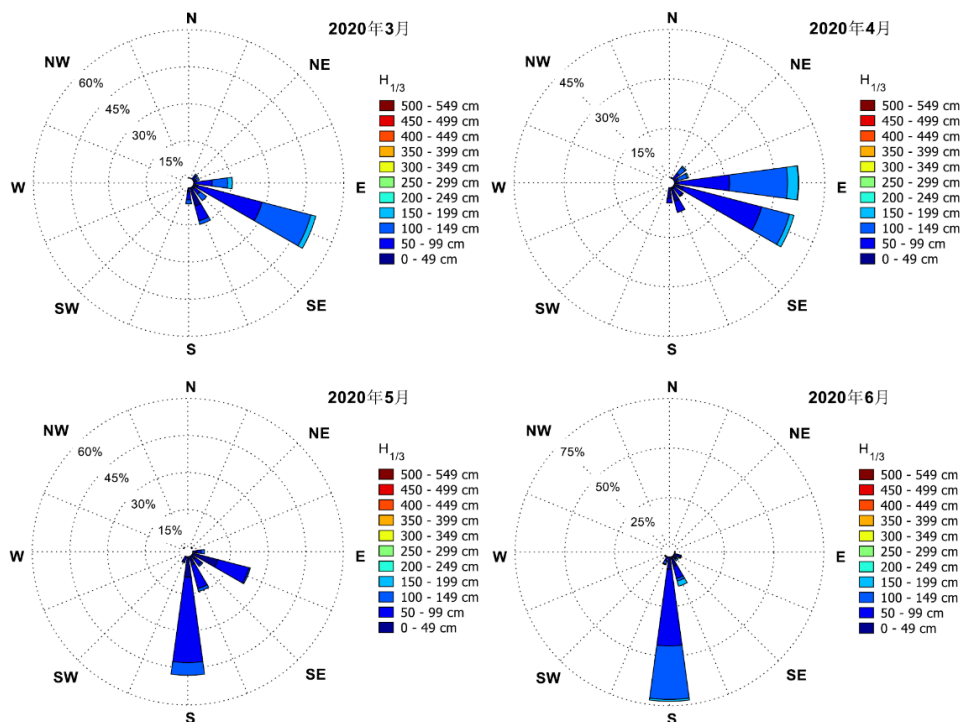 N
2020年3月
NW
NE
60%
45%
30%
15%
W
E
SW
SE
S
H1/3
500 - 549 cm
450 - 499 cm
400 - 449 cm
350 - 399 cm
300 - 349 cm
250 - 299 cm
200 - 249 cm
150 - 199 cm
100 - 149 cm
50 - 99 cm
0 - 49 cm
N
2020年4月
NW
NE
45%
30%
15%
W
E
SW
SE
S
H1/3
500 - 549 cm
450 - 499 cm
400 - 449 cm
350 - 399 cm
300 - 349 cm
250 - 299 cm
200 - 249 cm
150 - 199 cm
100 - 149 cm
50 - 99 cm
0 - 49 cm
N
2020年5月
NW
NE
60%
45%
30%
15%
W
E
SW
SE
S
H1/3
500 - 549 cm
450 - 499 cm
400 - 449 cm
350 - 399 cm
300 - 349 cm
250 - 299 cm
200 - 249 cm
150 - 199 cm
100 - 149 cm
50 - 99 cm
0 - 49 cm
N
2020年6月
NW
NE
75%
50%
25%
W
E
SW
SE
S
H1/3
500 - 549 cm
450 - 499 cm
400 - 449 cm
350 - 399 cm
300 - 349 cm
250 - 299 cm
200 - 249 cm
150 - 199 cm
100 - 149 cm
50 - 99 cm
0 - 49 cm